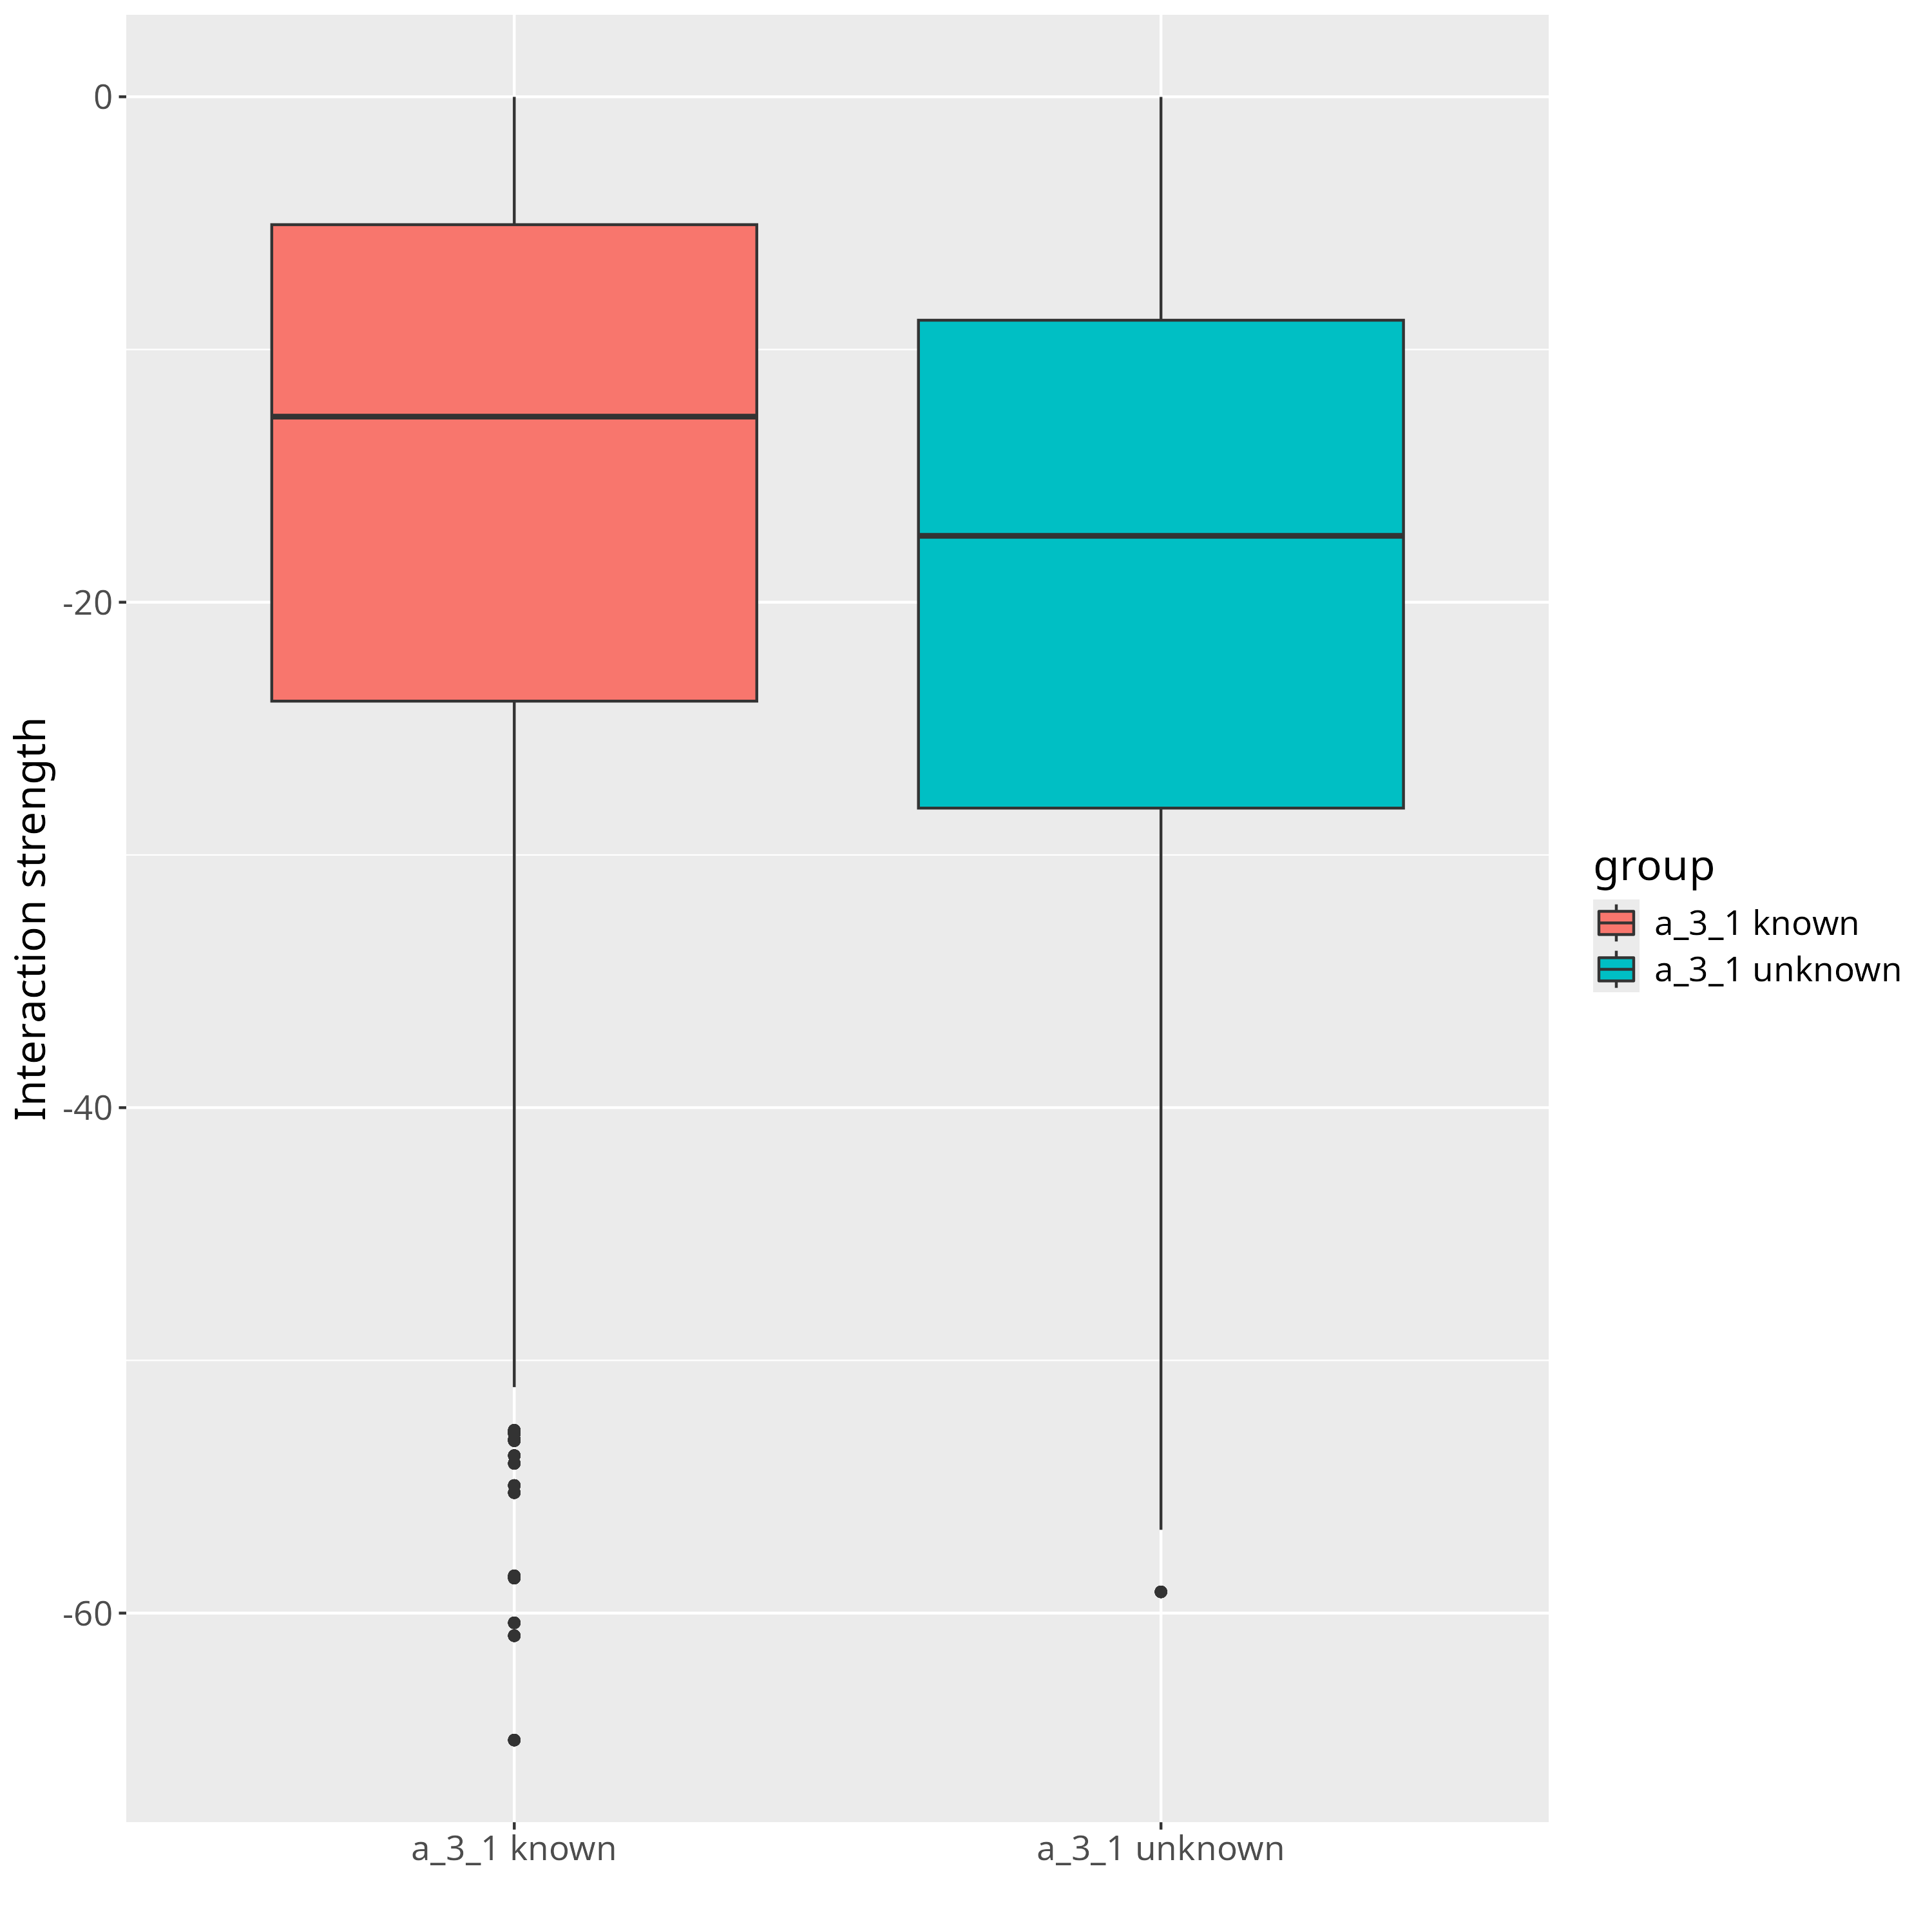 Interaction strength
0
-20
-40
-60
a_3_1 known
a_3_1 unknown
group
a_3_1 known
a_3_1 unknown